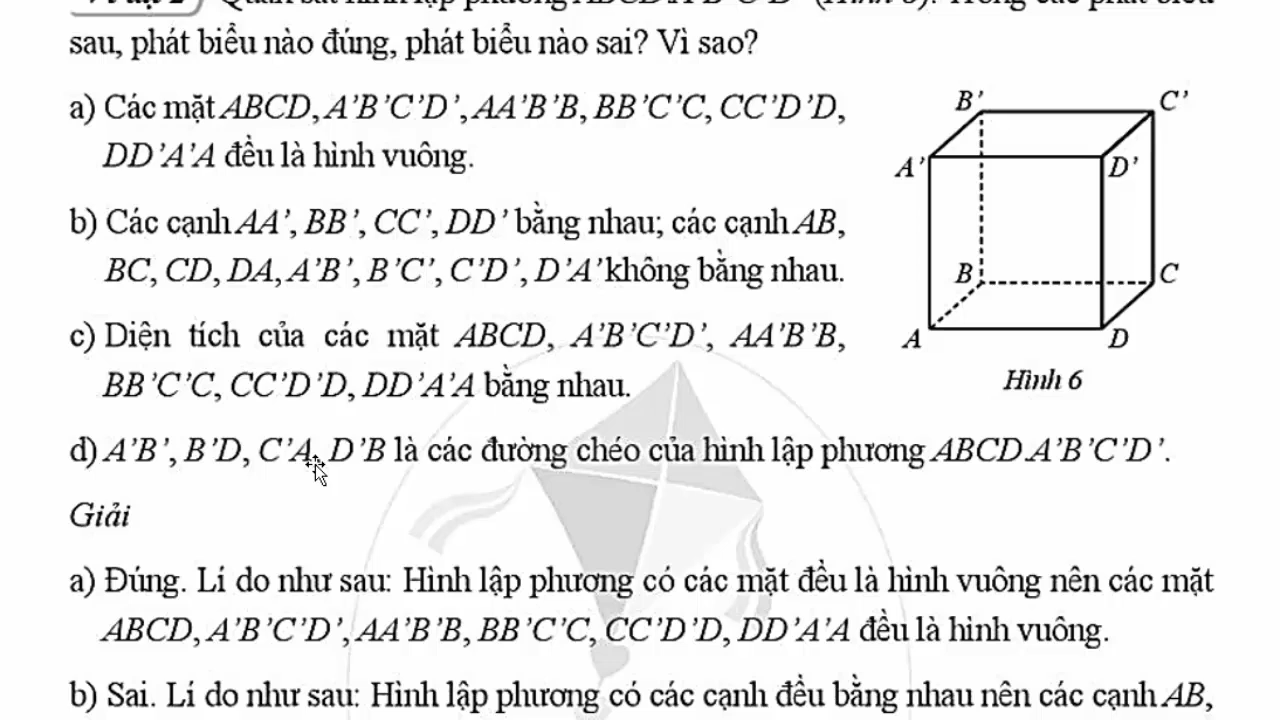 sau, phát biểu nào đúng, phát biểu nào sai? Vì sao?
a) Các mặt ABCD, A’B’C’D’, AA’B’B, BB’C’C, CC’D’D,
DD’A’A đều là hình vuông.
b) Các cạnh AA’, BB’, CC’, DD’ bằng nhau; các cạnh AB,
BC, CD, DA, A’B’, B’C’, C’D’, D’A’ không bằng nhau.
c) Diện tích của các mặt ABCD, A’B’C’D’, AA’B’B,
BB’C’C, CC’D’D, DD’A’A bằng nhau.
B’ C’
A’ D’
B C
A D
Hình 6
d) A’B’, B’D, C’A, D’B là các đường chéo của hình lập phương ABCD.A’B’C’D’.
Giải
a) Đúng. Lí do như sau: Hình lập phương có các mặt đều là hình vuông nên các mặt
ABCD, A’B’C’D’, AA’B’B, BB’C’C, CC’D’D, DD’A’A đều là hình vuông.
b) Sai. Lí do như sau: Hình lập phương có các cạnh đều bằng nhau nên các cạnh AB,